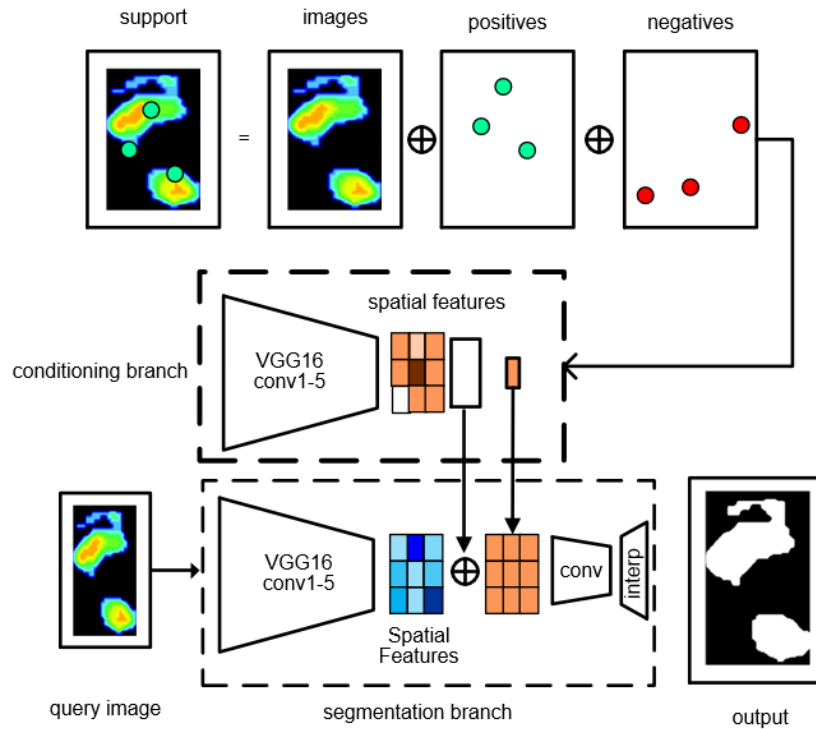 support
images
positives
negatives
=
spatial features
VGG16
conv1-5
conditioning branch
VGG16
conv1-5
Spatial
Features
conv
interp
query image
segmentation branch
output